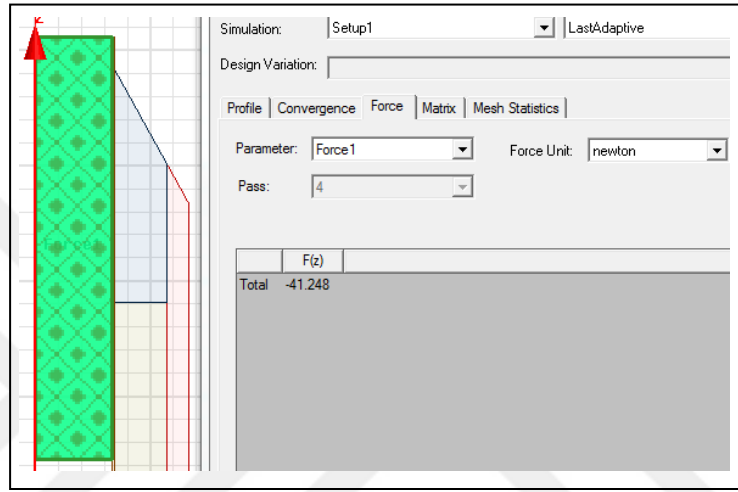 Z
Simulation: Setup1 LastAdaptive
Design Variation:
Profile Convergence Force Matrix Mesh Statistics
Parameter: Force1 Force Unit: newton
Pass: 4
Force1
F(z)
Total -41.248